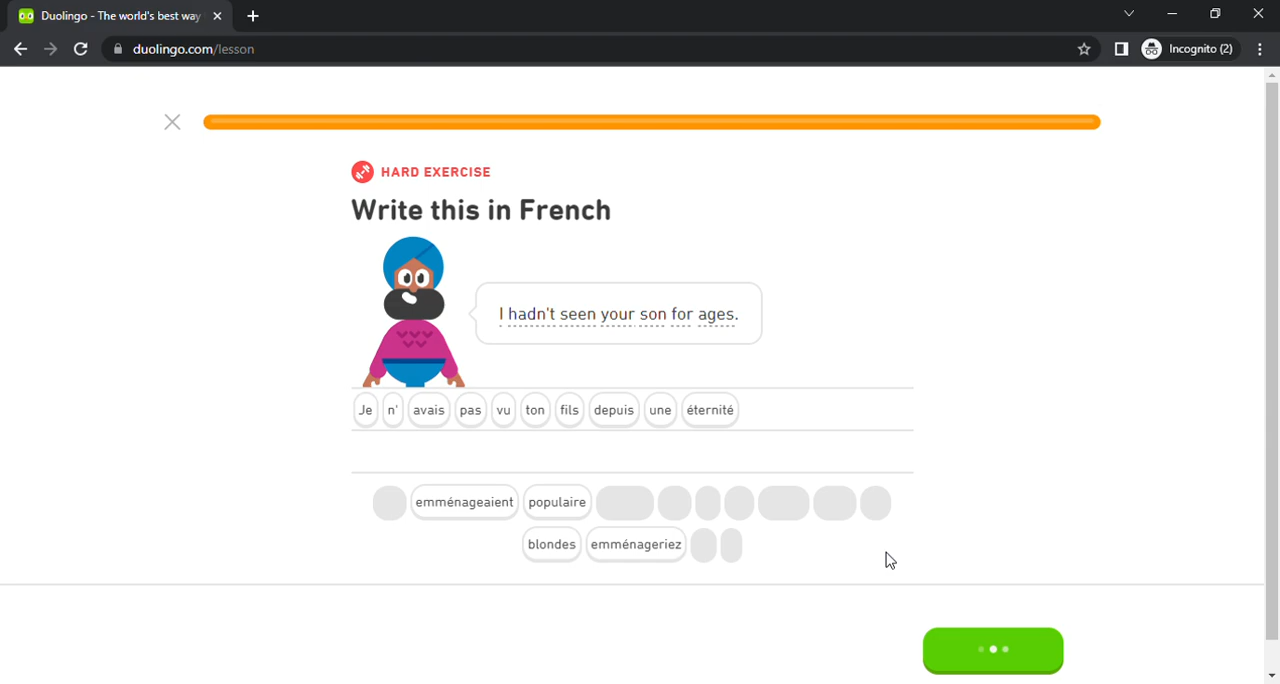 Duolingo - The world's best way
duolingo.com/lesson
Incognito (2)
HARD EXERCISE
Write this in French
I hadn't seen your son for ages.
Je n' avais pas vu ton fils depuis une éternité
emménageaient populaire
blondes emménageriez